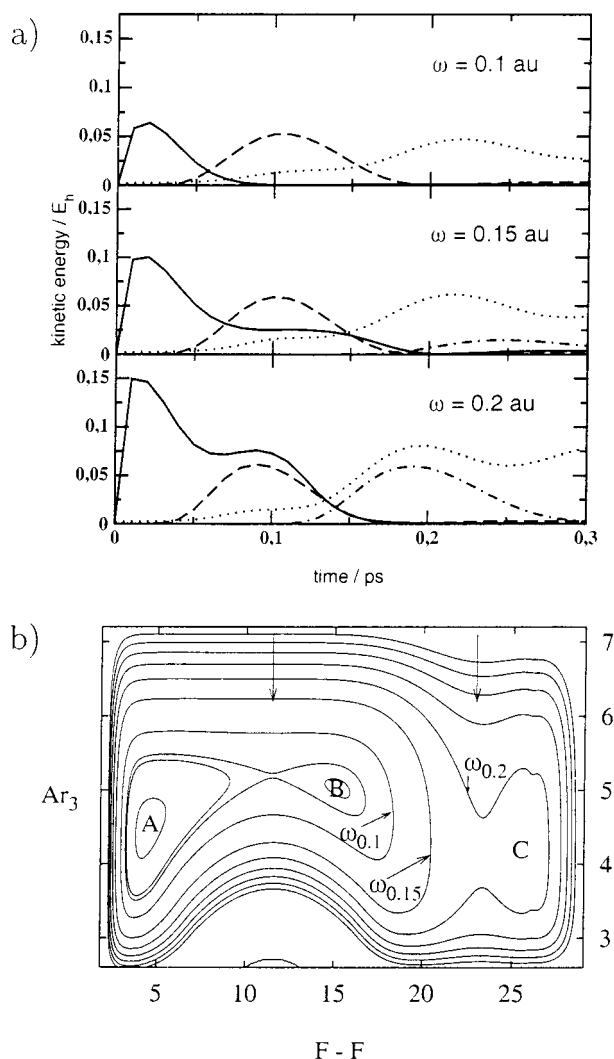 a)
0,15
0,1
0,05
0
ω = 0.1 au
0,15
0,1
0,05
0
ω = 0.15 au
0,15
0,1
0,05
0
ω = 0.2 au
kinetic energy / E_h
0
0,1
0,2
0,3
time / ps
b)
7
6
5
4
3
Ar₃
A
B
C
ω₀.₁
ω₀.₁₅
ω₀.₂
5
10
15
20
25
F - F